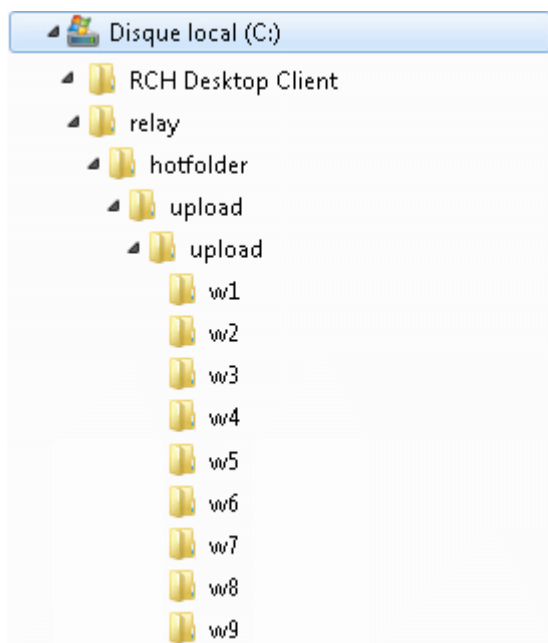 Disque local (C:)
RCH Desktop Client
relay
hotfolder
upload
upload
w1
w2
w3
w4
w5
w6
w7
w8
w9